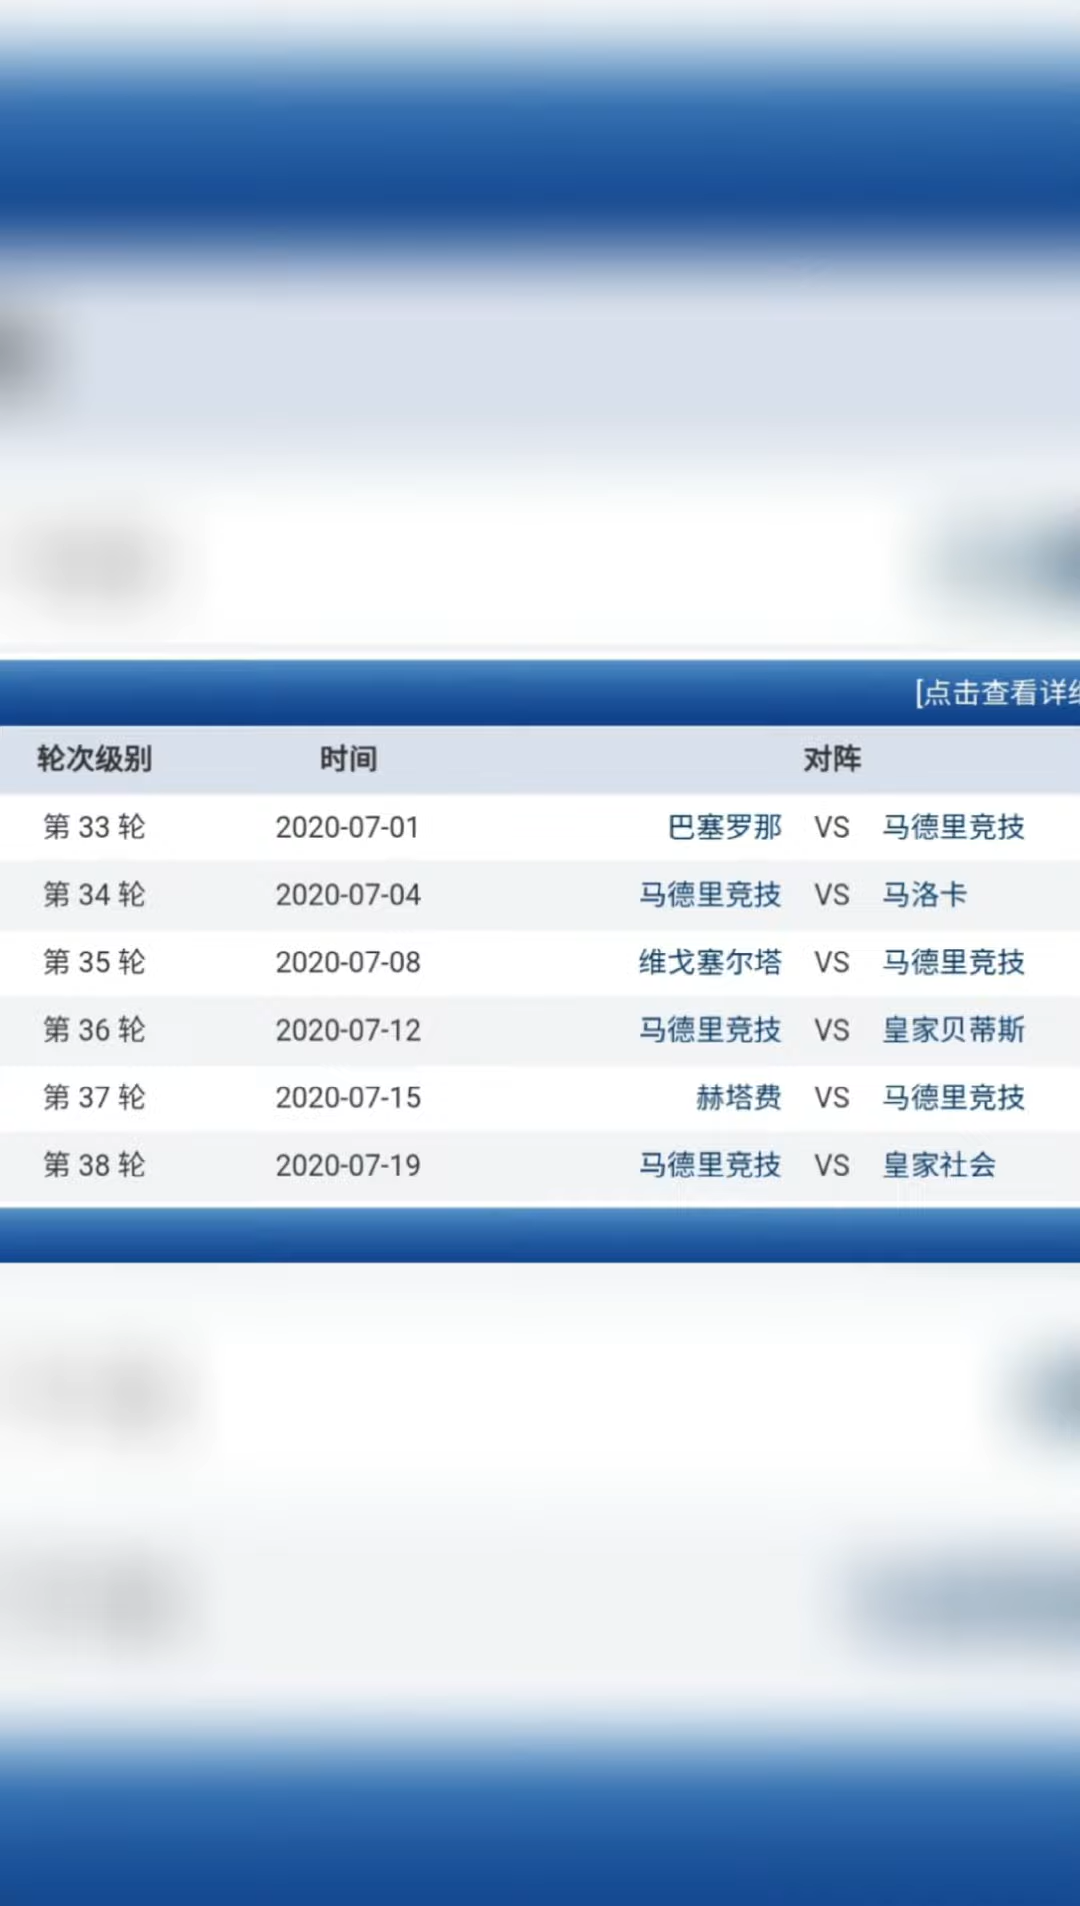 [点击查看详
轮次级别 时间 对阵
第 33 轮 2020-07-01 巴塞罗那 VS 马德里竞技
第 34 轮 2020-07-04 马德里竞技 VS 马洛卡
第 35 轮 2020-07-08 维戈塞尔塔 VS 马德里竞技
第 36 轮 2020-07-12 马德里竞技 VS 皇家贝蒂斯
第 37 轮 2020-07-15 赫塔费 VS 马德里竞技
第 38 轮 2020-07-19 马德里竞技 VS 皇家社会